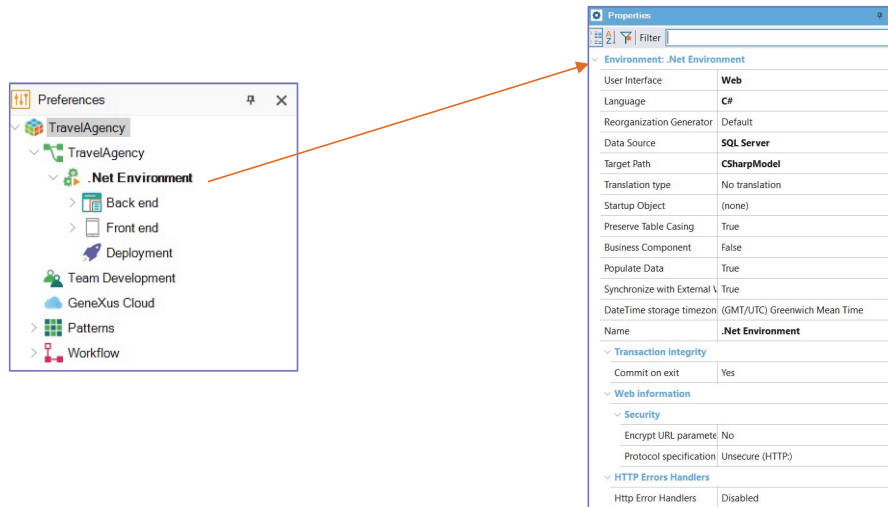 Preferences
TravelAgency
TravelAgency
.Net Environment
Back end
Front end
Deployment
Team Development
GeneXus Cloud
Patterns
Workflow
Properties
Filter
Environment: .Net Environment
User Interface Web
Language C#
Reorganization Generator Default
Data Source SQL Server
Target Path CSharpModel
Translation type No translation
Startup Object (none)
Preserve Table Casing True
Business Component False
Populate Data True
Synchronize with External V True
DateTime storage timezon (GMT/UTC) Greenwich Mean Time
Name .Net Environment
Transaction integrity
Commit on exit Yes
Web information
Security
Encrypt URL paramete No
Protocol specification Unsecure (HTTP:)
HTTP Errors Handlers
Http Error Handlers Disabled